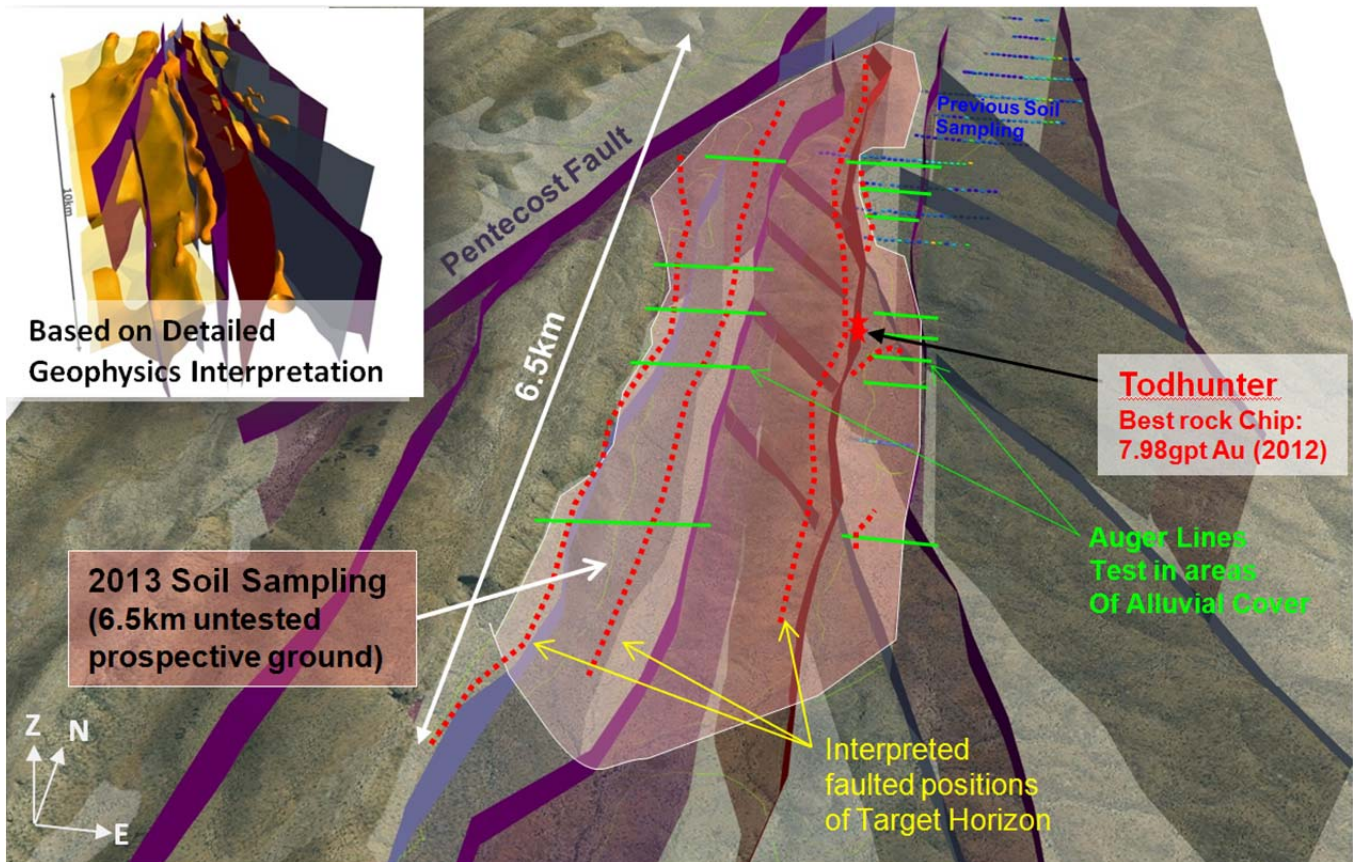 10km
Based on Detailed
Geophysics Interpretation
Pentecost Fault
6.5km
Previous Soil
Sampling
Todhunter
Best rock Chip:
7.98gpt Au (2012)
Auger Lines
Test in areas
Of Alluvial Cover
2013 Soil Sampling
(6.5km untested
prospective ground)
Interpreted
faulted positions
of Target Horizon
Z
N
E